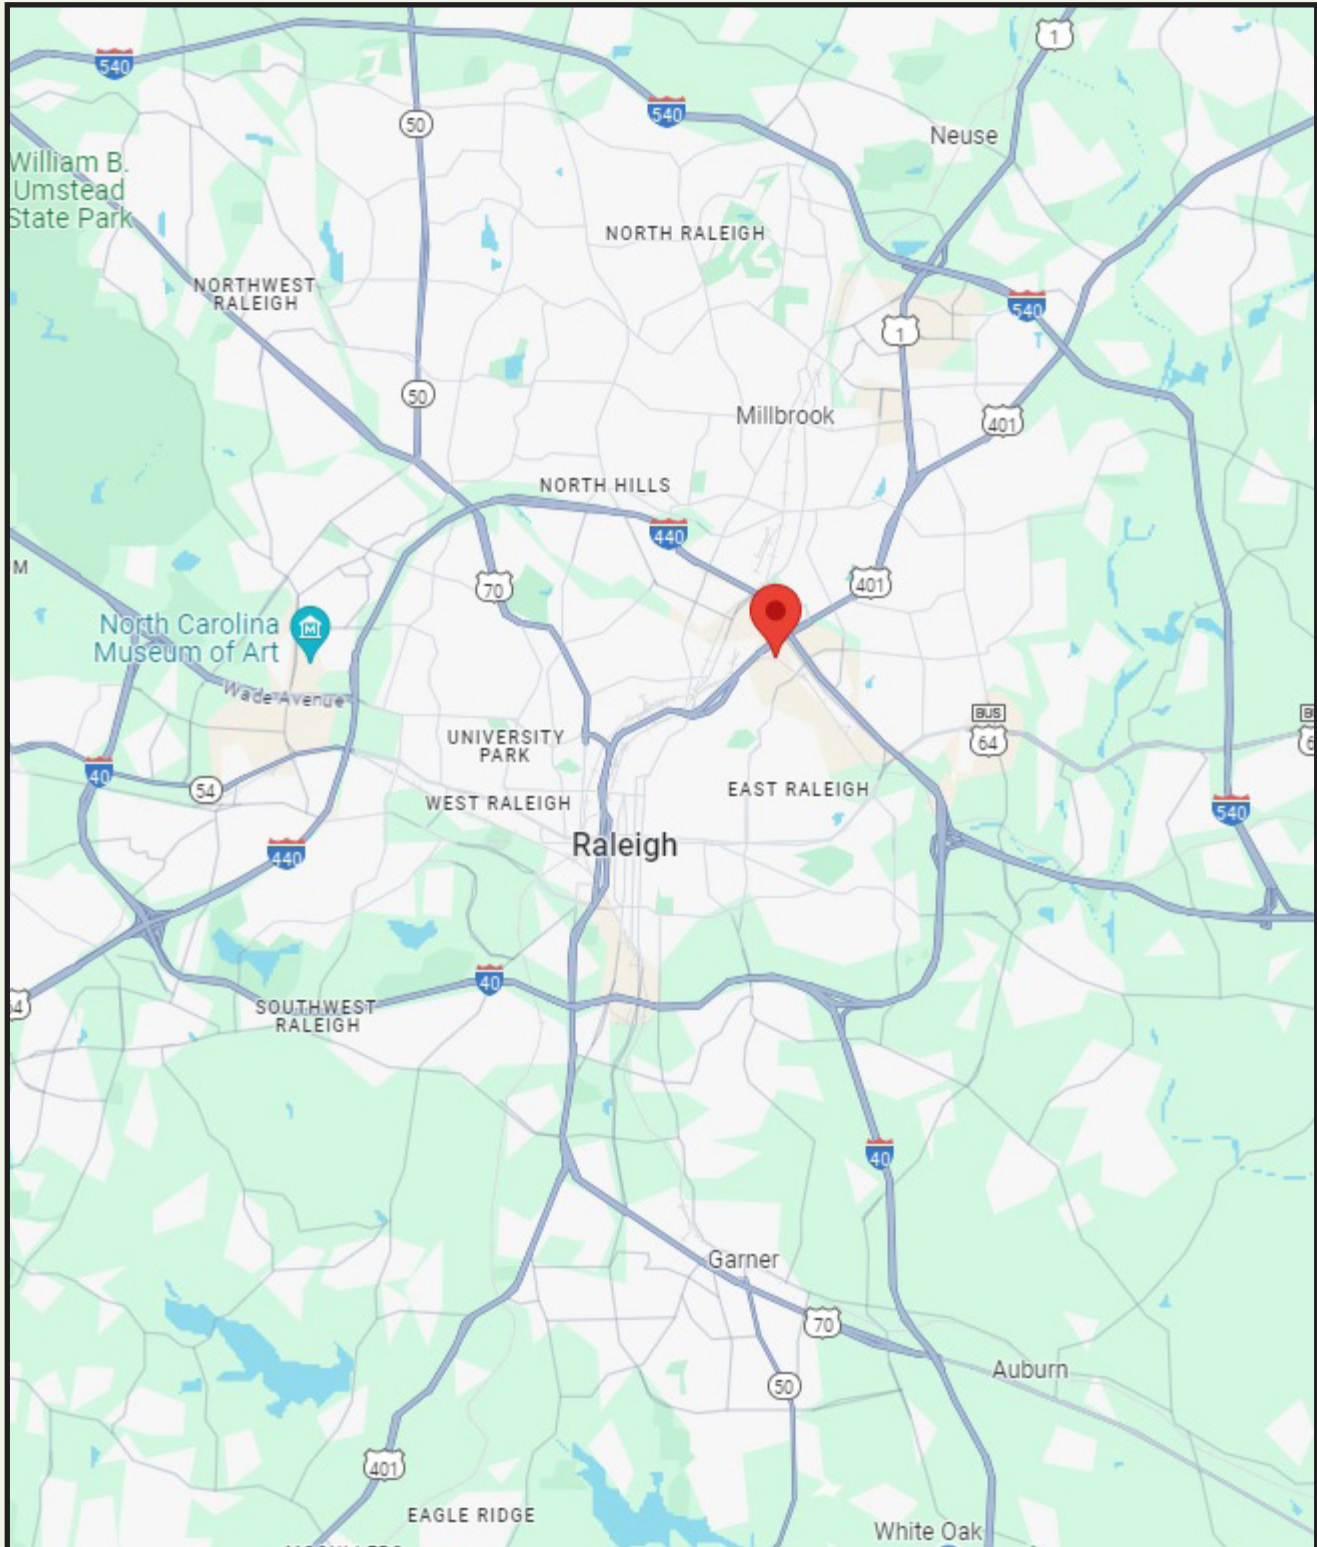 1
540
540
50
Neuse
William B.
Umstead
State Park
NORTH RALEIGH
NORTHWEST
RALEIGH
540
1
50
Millbrook
401
NORTH HILLS
440
M
70
401
North Carolina
Museum of Art
Wade Avenue
BUS
64
B
6
UNIVERSITY
PARK
40
54
WEST RALEIGH
EAST RALEIGH
540
Raleigh
440
40
54
SOUTHWEST
RALEIGH
40
Garner
70
Auburn
50
401
EAGLE RIDGE
White Oak